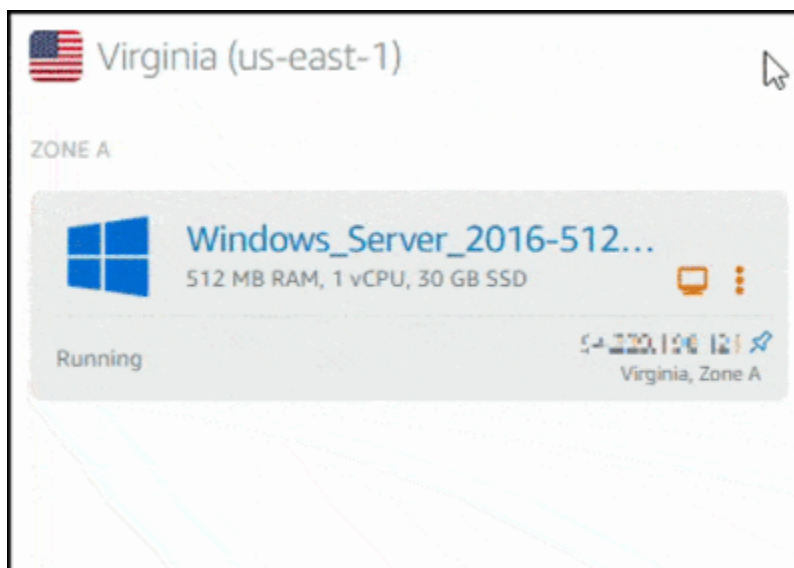 Virginia (us-east-1)
ZONE A
Windows_Server_2016-512...
512 MB RAM, 1 vCPU, 30 GB SSD
Running
Virginia, Zone A